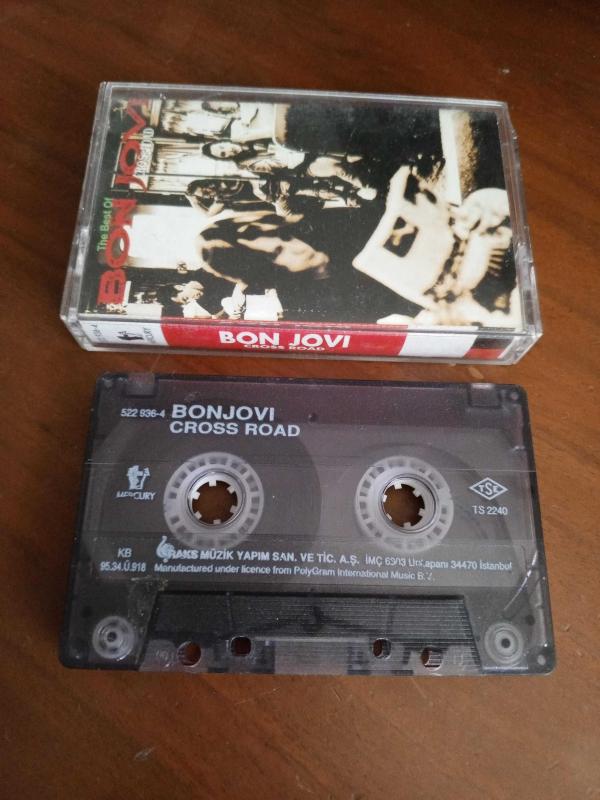 The Best Of
BON JOVI
MERCURY
BON JOVI
CROSS ROAD
522 936-4 BONJOVI
CROSS ROAD
MERCURY
TSE
TS 2240
KB
95.34.Ü.918
RAKS MÜZİK YAPIM SAN. VE TİC. A.Ş. İMÇ Unkapanı 34470 İstanbul
Manufactured under licence from PolyGram International Music B.V.